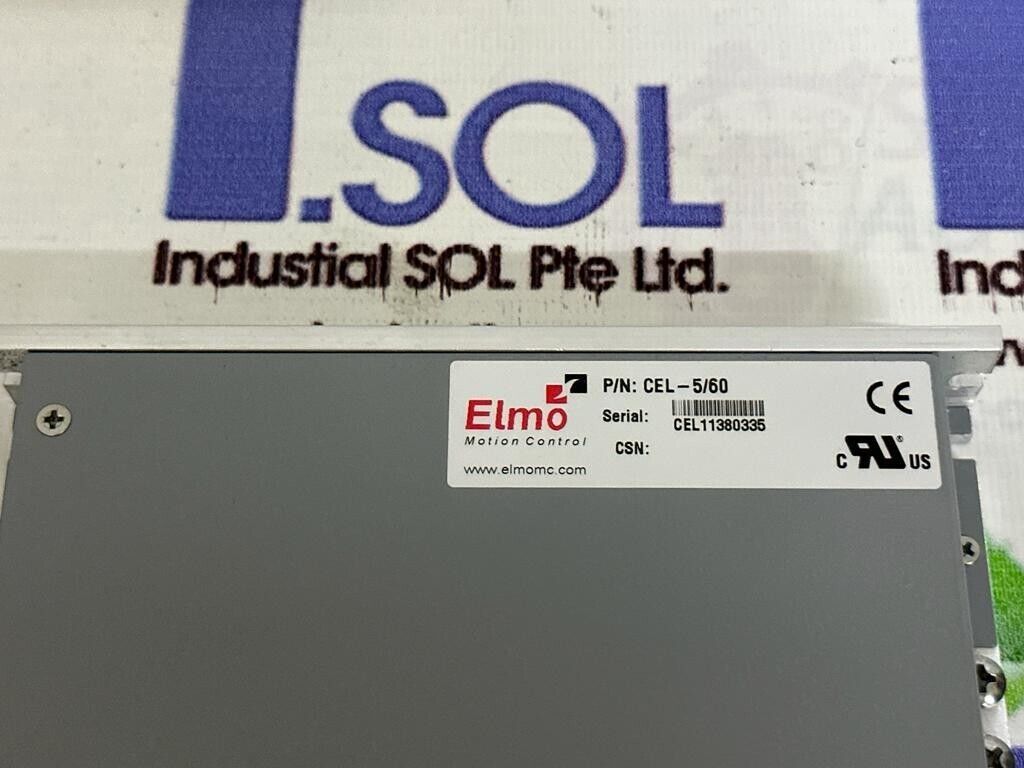 I.SOL
Industial SOL Pte Ltd.
Ind
Elmo
Motion Control
www.elmomc.com
P/N: CEL-5/60
Serial:
CEL11380335
CSN:
CE
C RU ® US